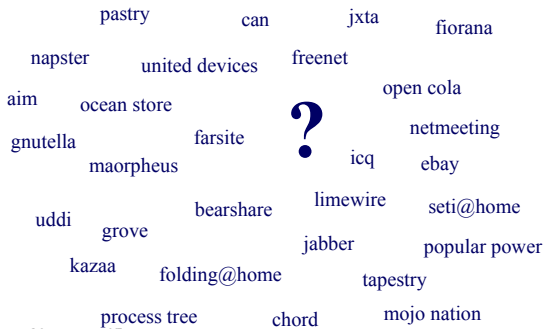 pastry
can
jxta
fiorana
napster
united devices
freenet
open cola
aim
ocean store
?
netmeeting
gnutella
farsite
icq
ebay
maorpheus
limewire
seti@home
bearshare
uddi
grove
jabber
popular power
kazaa
folding@home
tapestry
process tree
chord
mojo nation